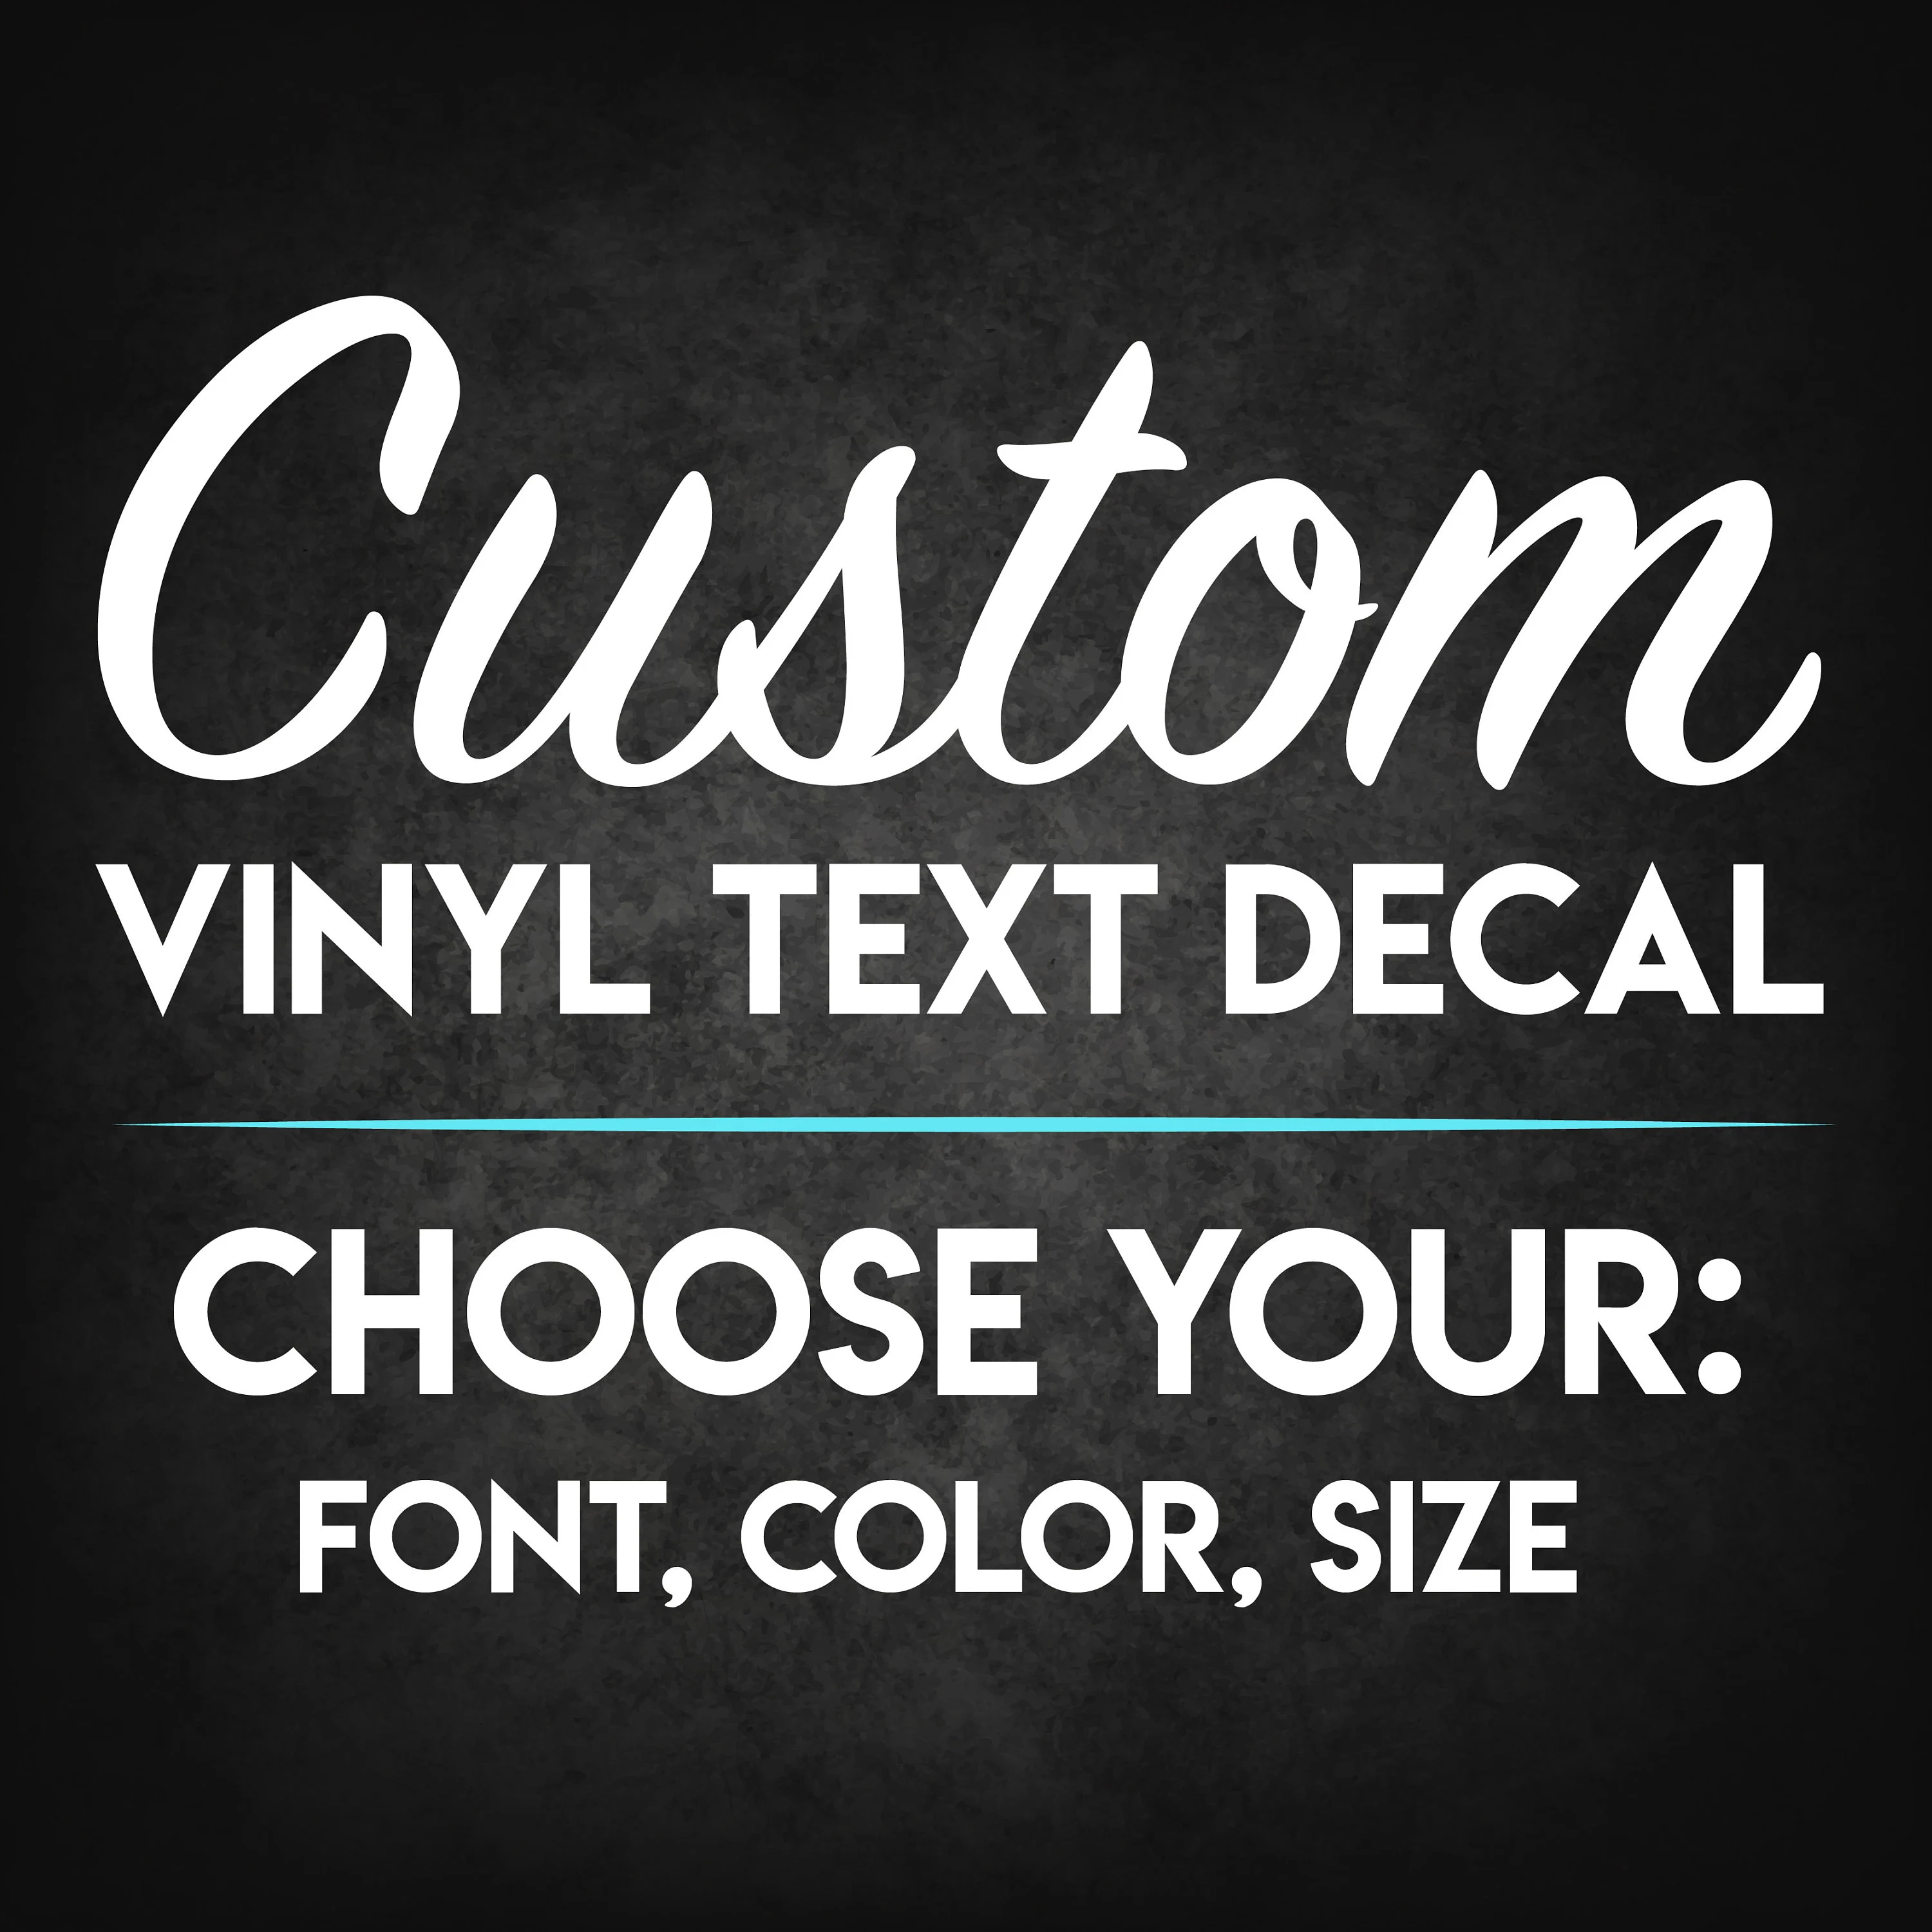 Custom
VINYL TEXT DECAL
CHOOSE YOUR:
FONT, COLOR, SIZE